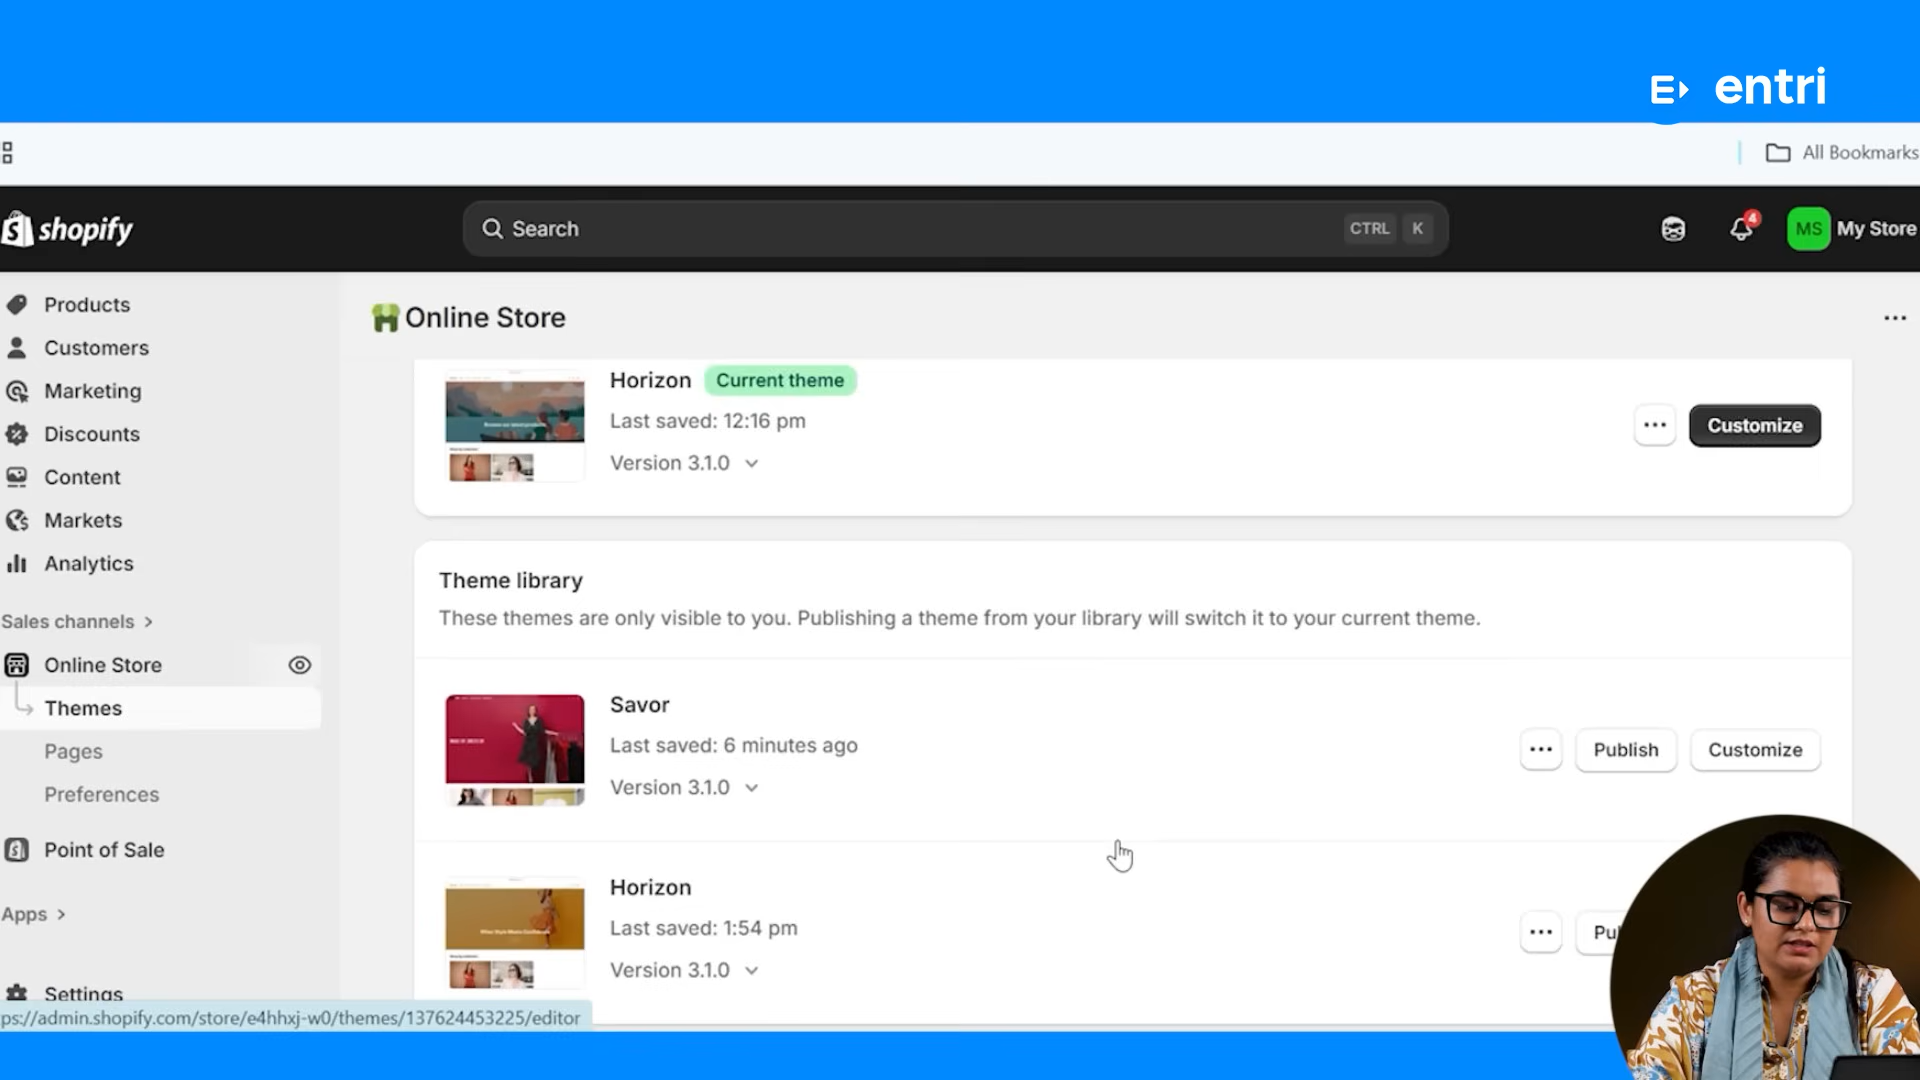 entri
All Bookmarks
shopify
Search
CTRL K
4
MS My Store
Products
Customers
Marketing
Discounts
Content
Markets
Analytics
Sales channels
Online Store
Themes
Pages
Preferences
Point of Sale
Apps
Settings
Online Store
Horizon Current theme
Last saved: 12:16 pm
Version 3.1.0
Customize
Theme library
These themes are only visible to you. Publishing a theme from your library will switch it to your current theme.
Savor
Last saved: 6 minutes ago
Version 3.1.0
Publish Customize
Horizon
Last saved: 1:54 pm
Version 3.1.0
ps://admin.shopify.com/store/e4hhxj-w0/themes/137624453225/editor